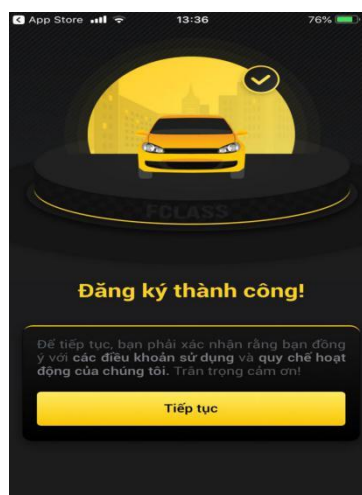 App Store 13:36 76%
FCLASS
Đăng ký thành công!
Để tiếp tục, bạn phải xác nhận rằng bạn đồng
ý với các điều khoản sử dụng và quy chế hoạt
động của chúng tôi. Trân trọng cảm ơn!
Tiếp tục